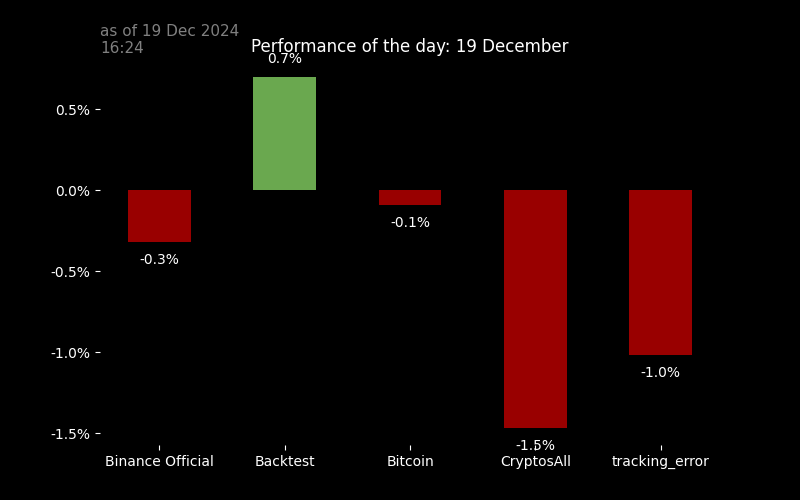 as of 19 Dec 2024
16:24
Performance of the day: 19 December
0.7%
0.5%
0.0%
-0.1%
-0.3%
-0.5%
-1.0%
-1.0%
-1.5%
-1.5%
Binance Official
Backtest
Bitcoin
CryptosAll
tracking_error